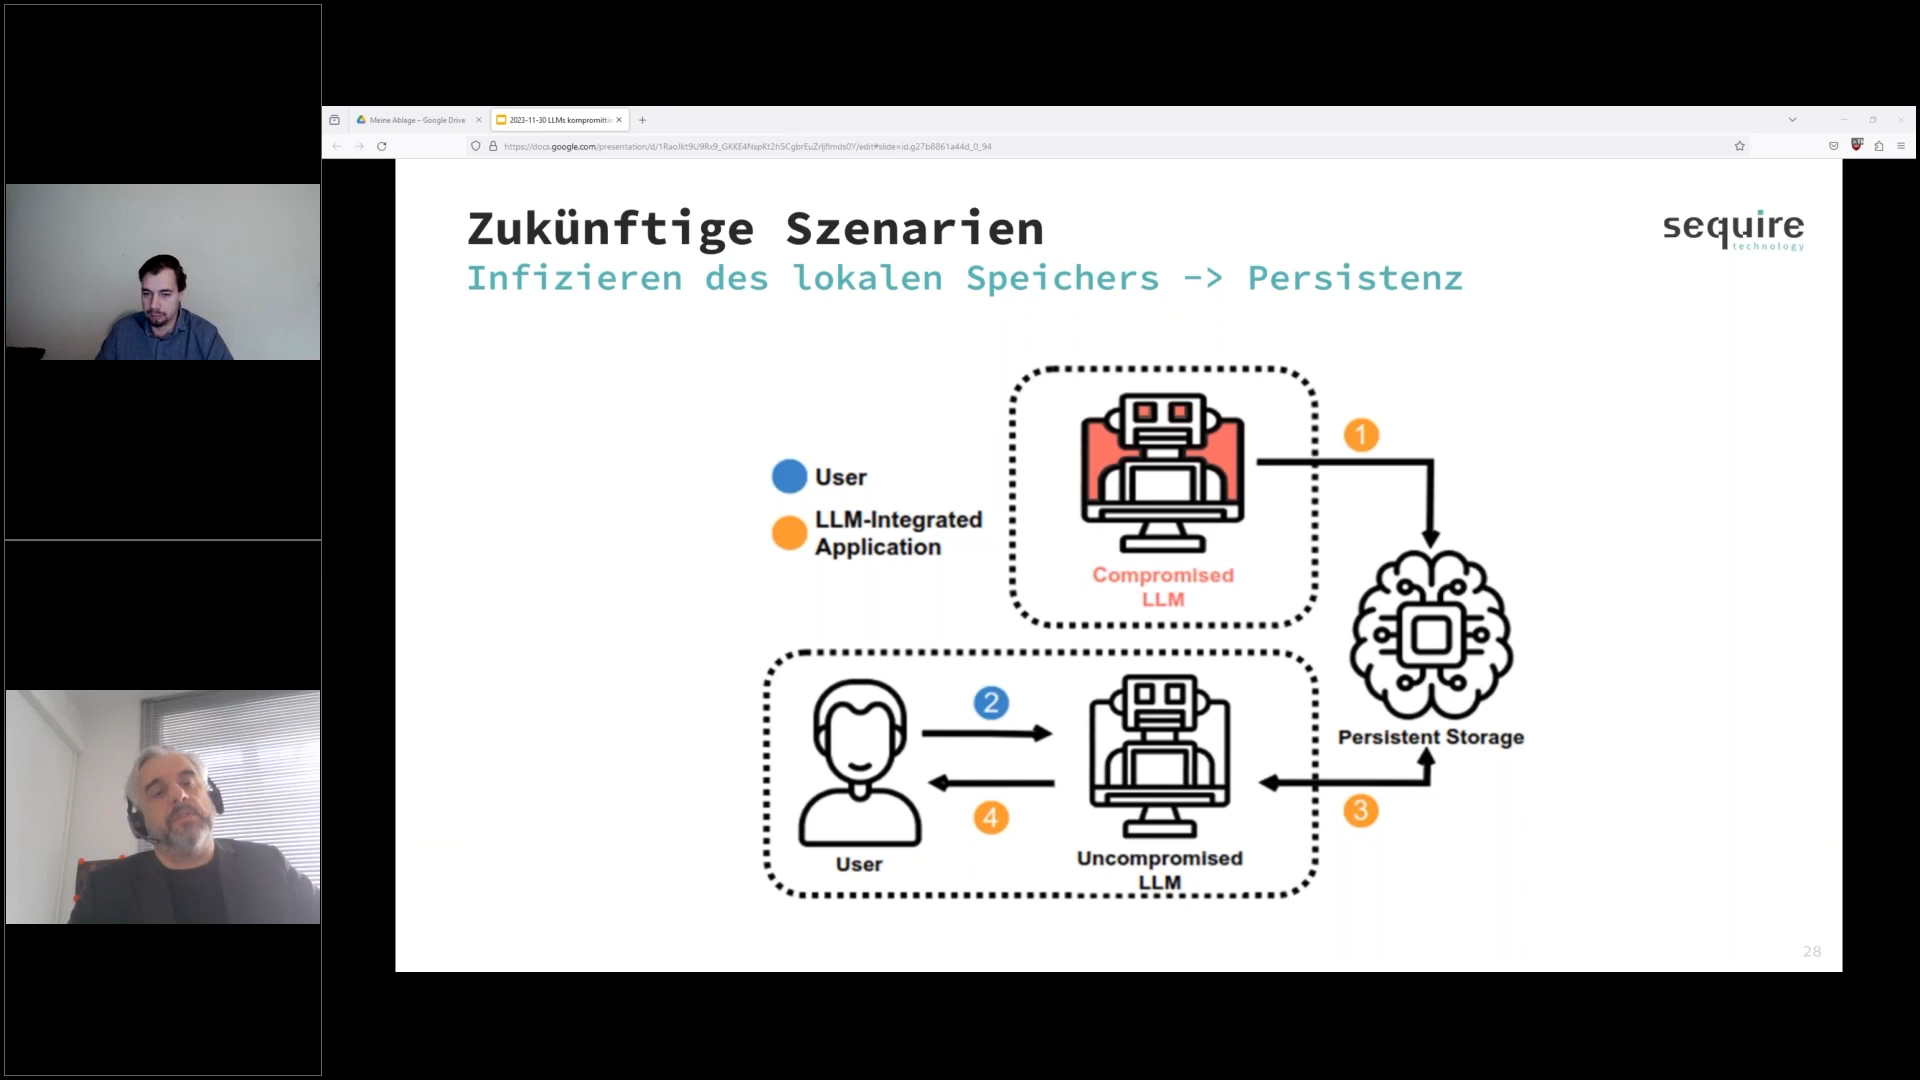 Meine Ablage – Google Drive
2023-11-30 LLMs kompromitti
Zukünftige Szenarien
sequire
technology
Infizieren des lokalen Speichers -> Persistenz
1
User
LLM-Integrated
Application
Compromised
LLM
2
Persistent Storage
4
3
User
Uncompromised
LLM
28